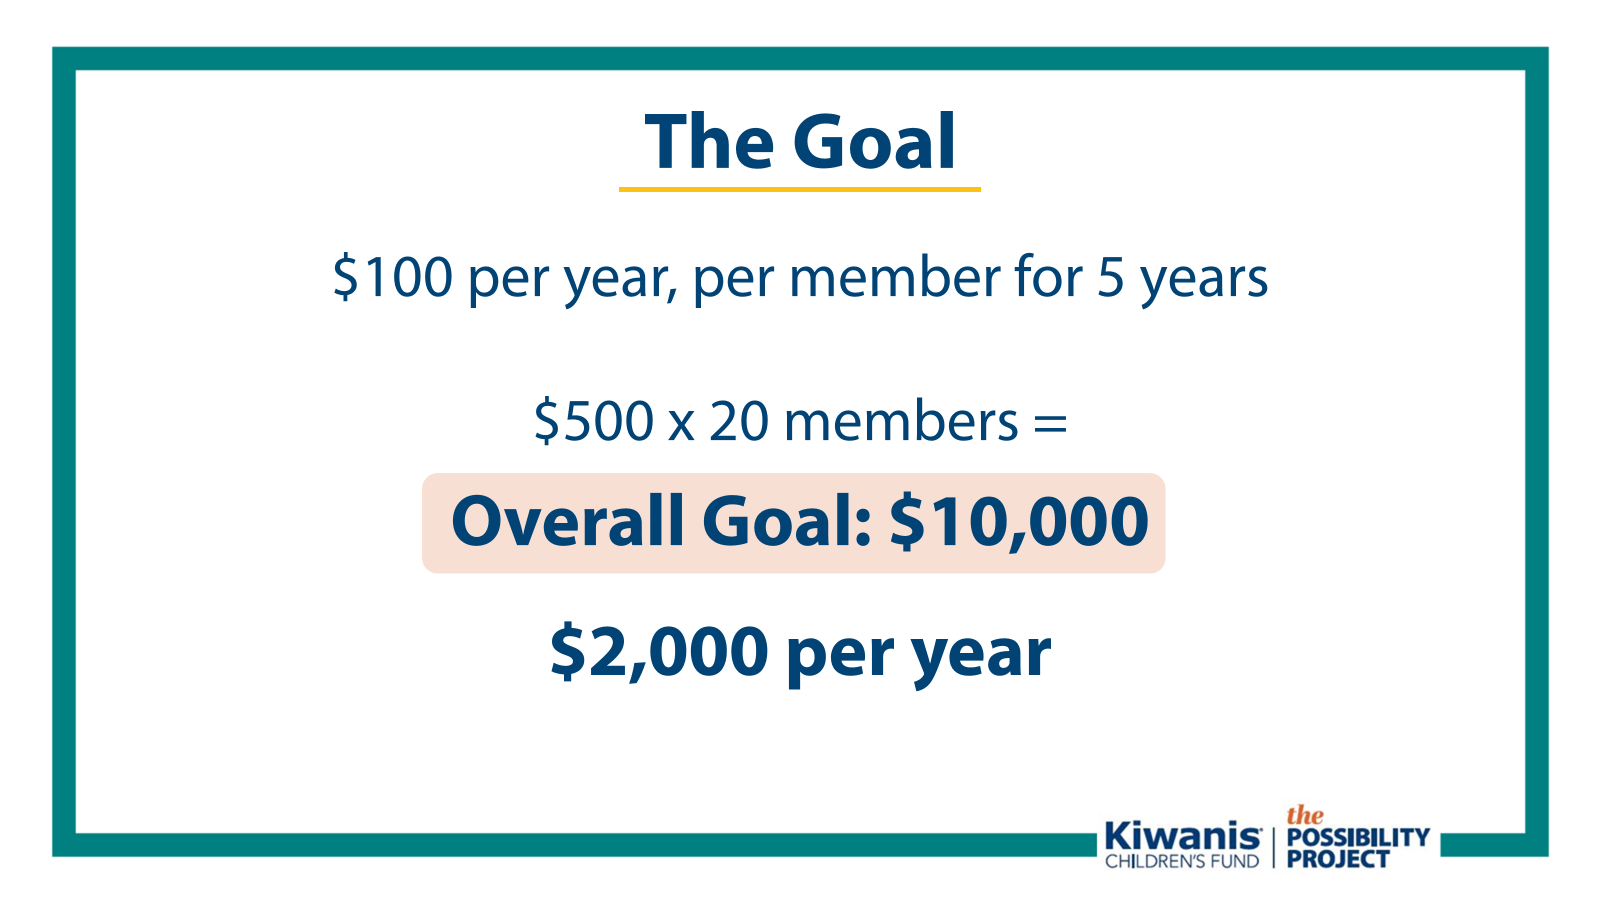 The Goal
$100 per year, per member for 5 years
$500 x 20 members =
Overall Goal: $10,000
$2,000 per year
Kiwanis
CHILDREN'S FUND
the
POSSIBILITY
PROJECT